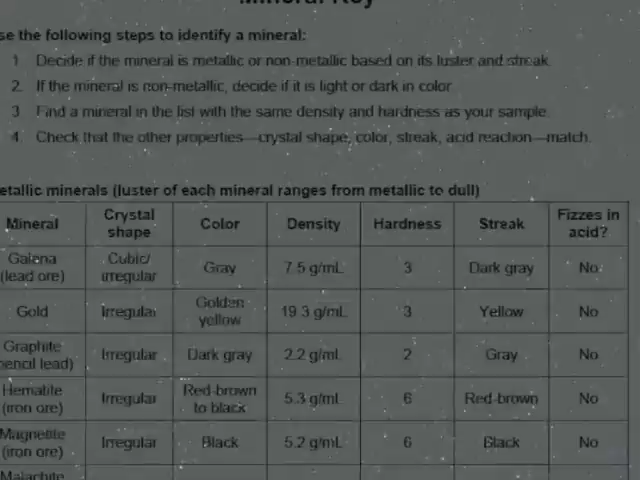 Mineral Key
se the following steps to identify a mineral:
1. Decide if the mineral is metallic or non-metallic based on its luster and streak.
2. If the mineral is non-metallic, decide if it is light or dark in color.
3. Find a mineral in the list with the same density and hardness as your sample.
4. Check that the other properties—crystal shape, color, streak, acid reaction—match.
etallic minerals (luster of each mineral ranges from metallic to dull)
Mineral Crystal shape Color Density Hardness Streak Fizzes in acid?
Galena (lead ore) Cubic/ irregular Gray 7.5 g/mL 3 Dark gray No
Gold Irregular Golden yellow 19.3 g/mL 3 Yellow No
Graphite (pencil lead) Irregular Dark gray 2.2 g/mL 2 Gray No
Hematite (iron ore) Irregular Red-brown to black 5.3 g/mL 6 Red-brown No
Magnetite (iron ore) Irregular Black 5.2 g/mL 6 Black No
Malachite